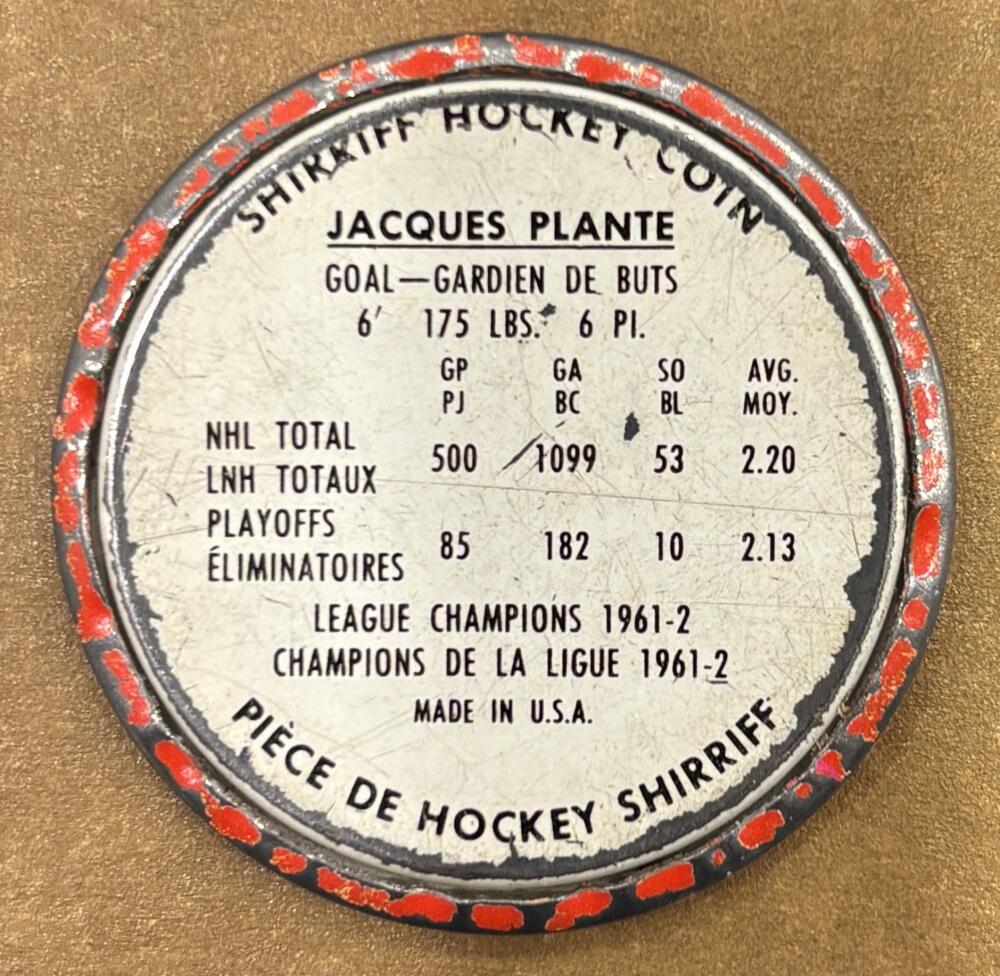 SHIRRIFF HOCKEY COIN
JACQUES PLANTE
GOAL—GARDIEN DE BUTS
6' 175 LBS. 6 PI.
GP GA SO AVG.
PJ BC BL MOY.
NHL TOTAL
500 1099 53 2.20
LNH TOTAUX
PLAYOFFS
85 182 10 2.13
ÉLIMINATOIRES
LEAGUE CHAMPIONS 1961-2
CHAMPIONS DE LA LIGUE 1961-2
MADE IN U.S.A.
PIÈCE DE HOCKEY SHIRRIFF